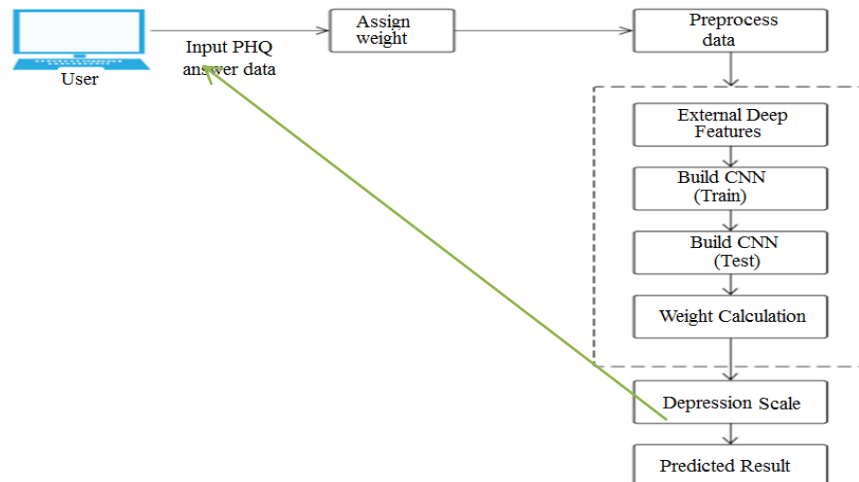 User
Input PHQ
answer data
Assign
weight
Preprocess
data
External Deep
Features
Build CNN
(Train)
Build CNN
(Test)
Weight Calculation
Depression Scale
Predicted Result